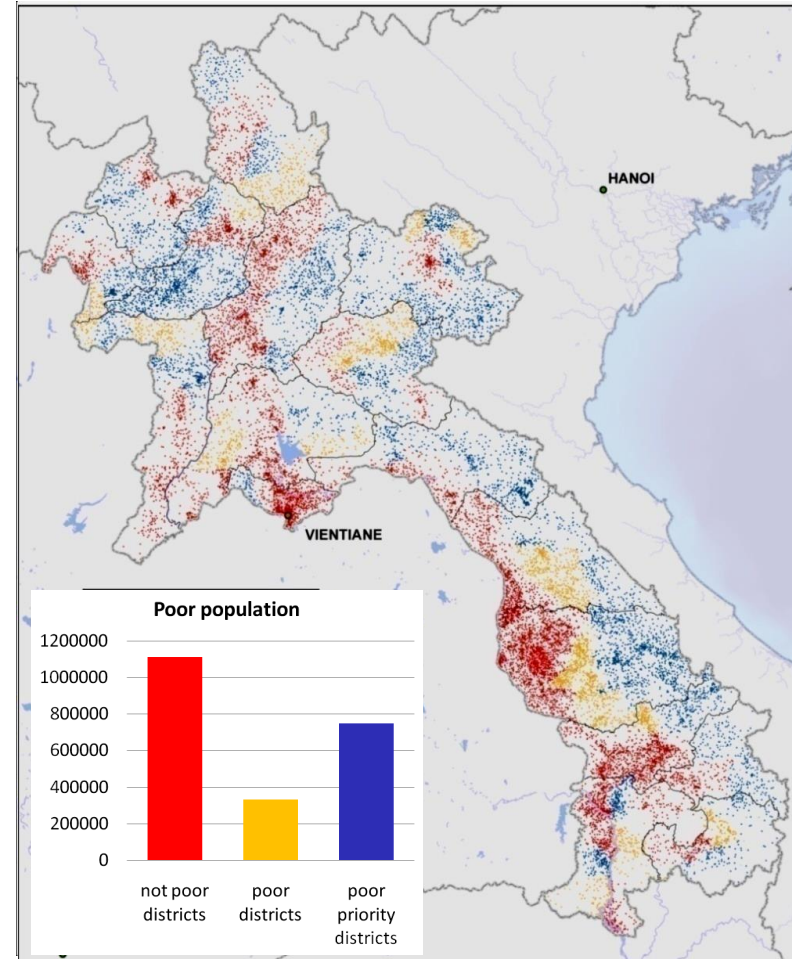 HANOI
VIENTIANE
Poor population
1200000
1000000
800000
600000
400000
200000
0
not poor
districts
poor
districts
poor
priority
districts